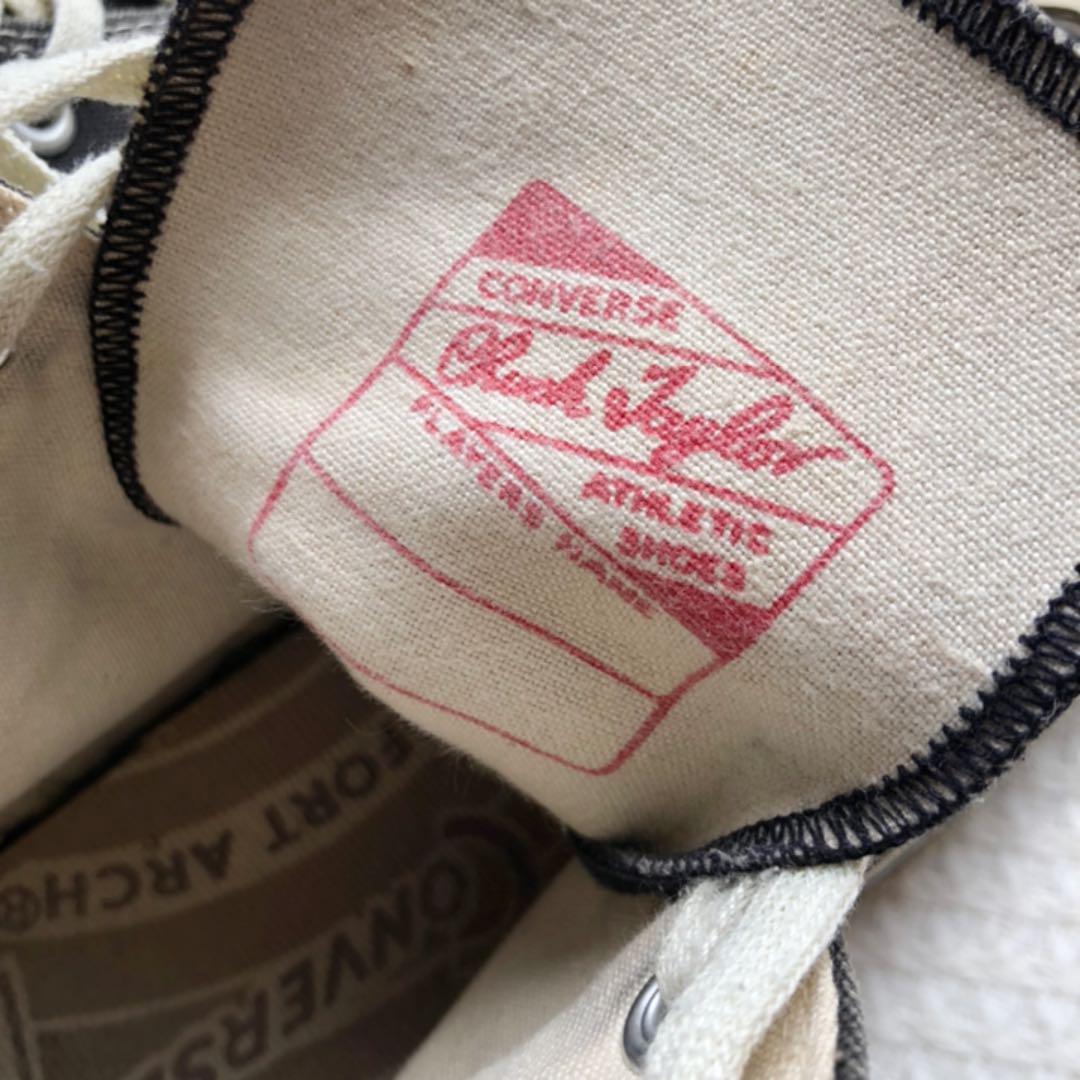 CONVERSE
Chuck Taylor
ATHLETIC
SHOES
PLAYERS NAME
FORT ARCH®
CONVERSE